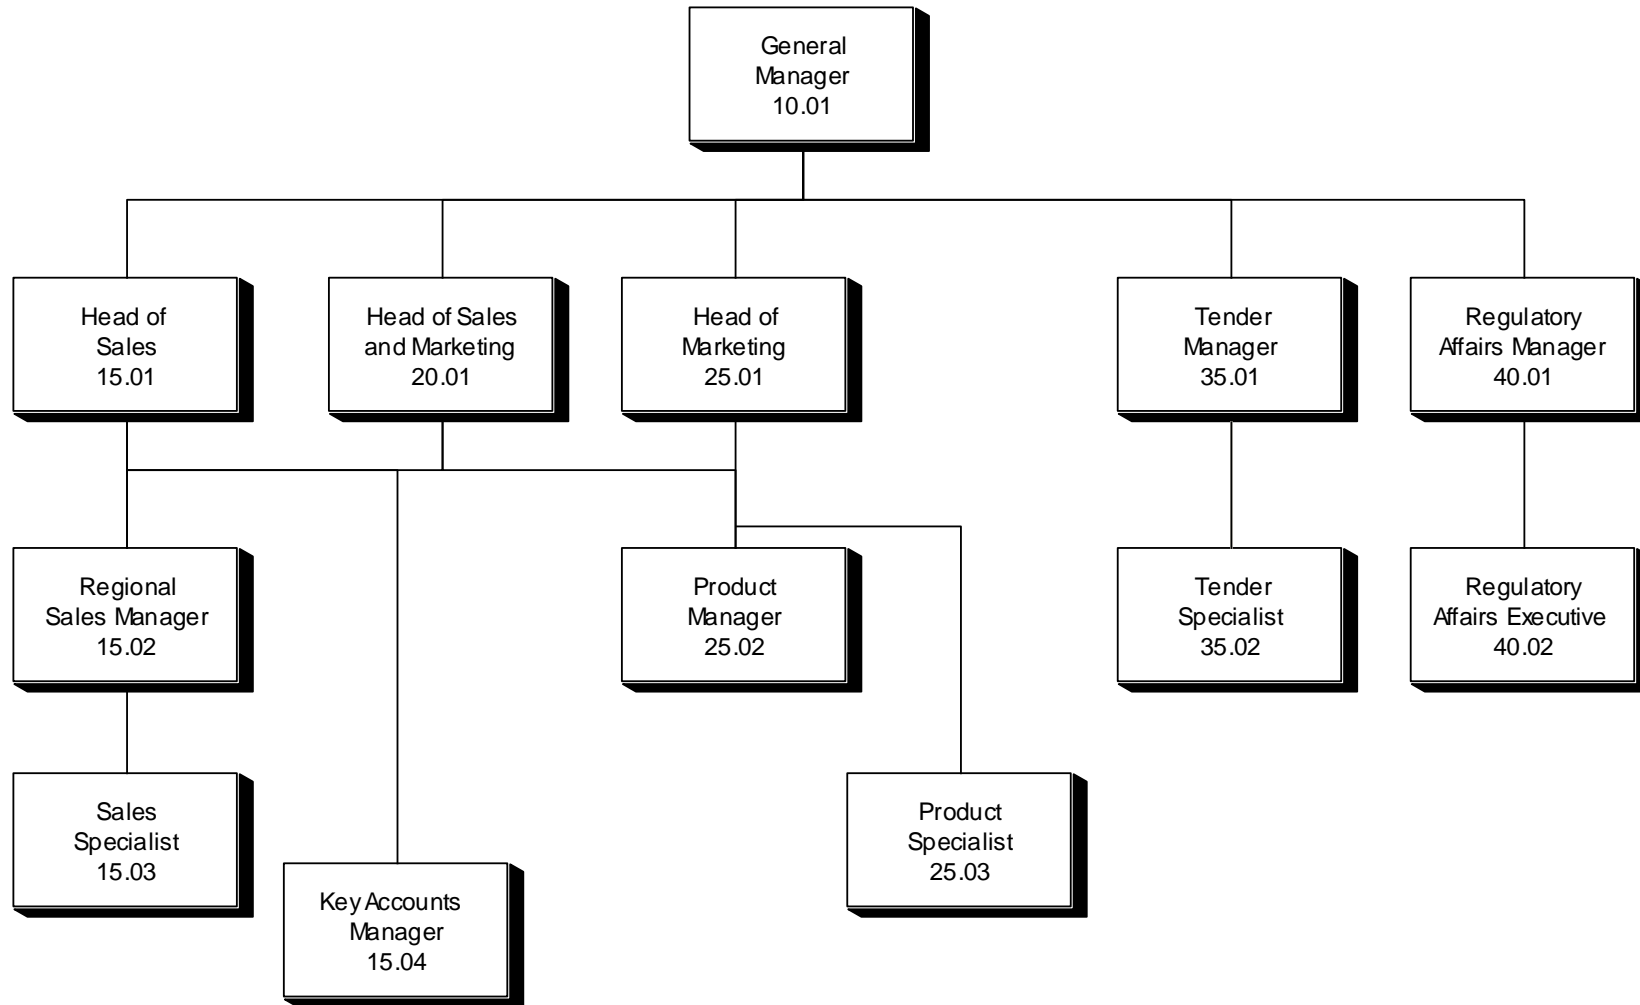 General
Manager
10.01
Head of
Sales
15.01
Head of Sales
and Marketing
20.01
Head of
Marketing
25.01
Tender
Manager
35.01
Regulatory
Affairs Manager
40.01
Regional
Sales Manager
15.02
Product
Manager
25.02
Tender
Specialist
35.02
Regulatory
Affairs Executive
40.02
Sales
Specialist
15.03
Product
Specialist
25.03
Key Accounts
Manager
15.04